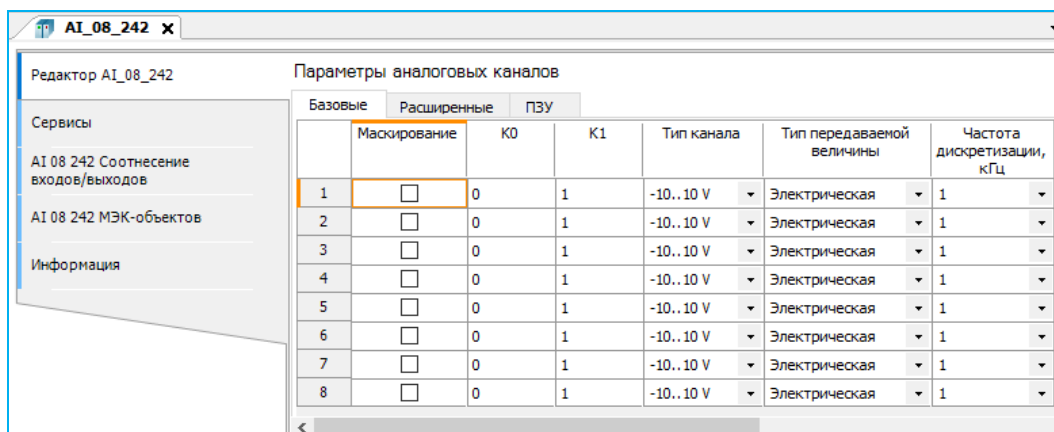 AI_08_242
Редактор AI_08_242
Сервисы
AI 08 242 Соотнесение
входов/выходов
AI 08 242 МЭК-объектов
Информация
Параметры аналоговых каналов
Базовые Расширенные ПЗУ
Маскирование K0 K1 Тип канала Тип передаваемой величины Частота дискретизации, кГц
1 0 1 -10..10 V Электрическая 1
2 0 1 -10..10 V Электрическая 1
3 0 1 -10..10 V Электрическая 1
4 0 1 -10..10 V Электрическая 1
5 0 1 -10..10 V Электрическая 1
6 0 1 -10..10 V Электрическая 1
7 0 1 -10..10 V Электрическая 1
8 0 1 -10..10 V Электрическая 1